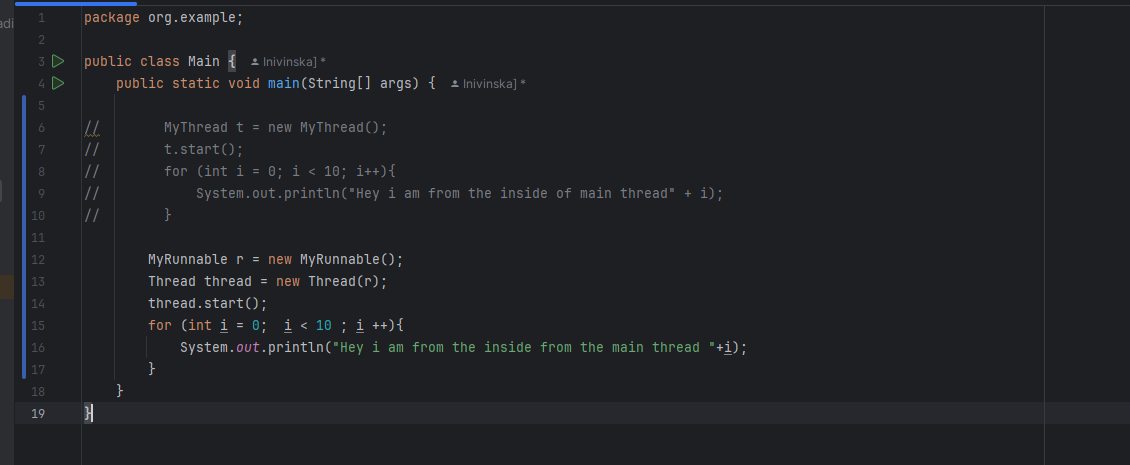 adi
1 package org.example;
2
3 public class Main { lnivinska] *
4 public static void main(String[] args) { lnivinska] *
5
6 // MyThread t = new MyThread();
7 // t.start();
8 // for (int i = 0; i < 10; i++){
9 // System.out.println("Hey i am from the inside of main thread" + i);
10 // }
11
12 MyRunnable r = new MyRunnable();
13 Thread thread = new Thread(r);
14 thread.start();
15 for (int i = 0;  i < 10 ; i ++){
16 System.out.println("Hey i am from the inside from the main thread "+i);
17 }
18 }
19 }